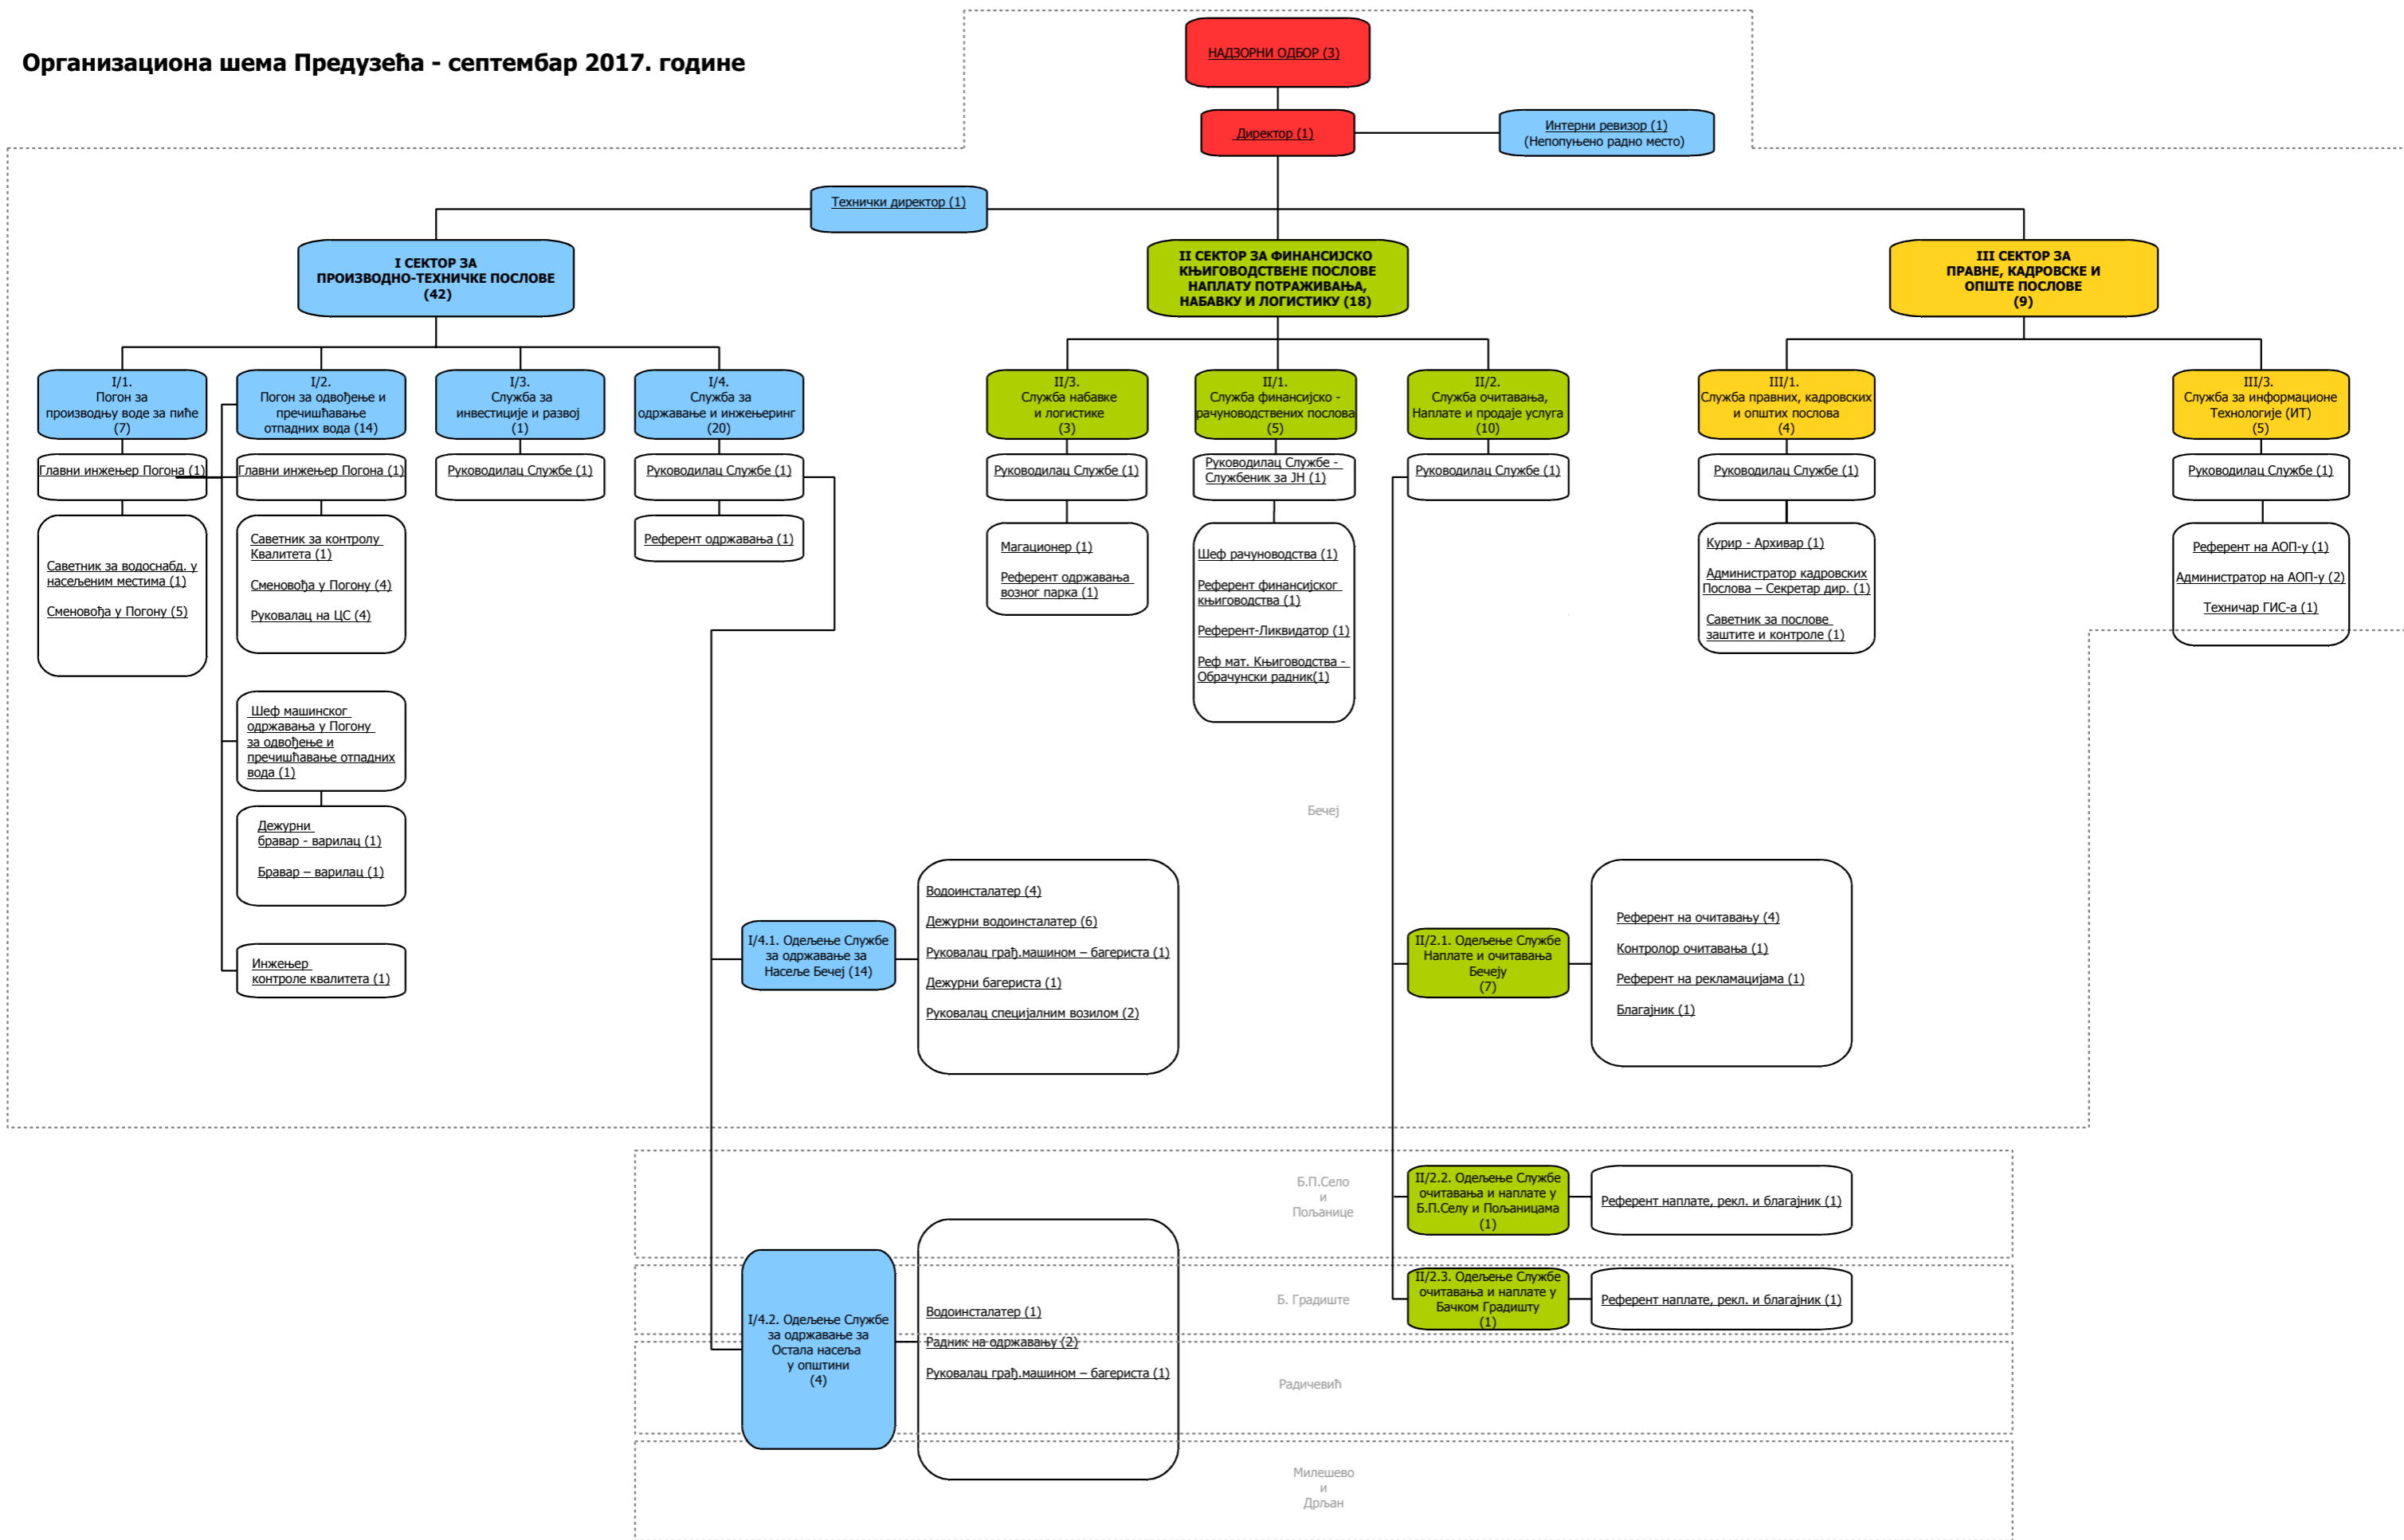 Организациона шема Предузећа - септембар 2017. године
НАДЗОРНИ ОДБОР (3)
Директор (1)
Интерни ревизор (1)
(Непопуњено радно место)
Технички директор (1)
I СЕКТОР ЗА
ПРОИЗВОДНО-ТЕХНИЧКЕ ПОСЛОВЕ
(42)
II СЕКТОР ЗА ФИНАНСИЈСКО
КЊИГОВОДСТВЕНЕ ПОСЛОВЕ
НАПЛАТУ ПОТРАЖИВАЊА,
НАБАВКУ И ЛОГИСТИКУ (18)
III СЕКТОР ЗА
ПРАВНЕ, КАДРОВСКЕ И
ОПШТЕ ПОСЛОВЕ
(9)
I/1.
Погон за
производњу воде за пиће
(7)
I/2.
Погон за одвођење и
пречишћавање
отпадних вода (14)
I/3.
Служба за
инвестиције и развој
(1)
I/4.
Служба за
одржавање и инжењеринг
(20)
II/3.
Служба набавке
и логистике
(3)
II/1.
Служба финансијско -
рачуноводствених послова
(5)
II/2.
Служба очитавања,
Наплате и продаје услуга
(10)
III/1.
Служба правних, кадровских
и општих послова
(4)
III/3.
Служба за информационе
Технологије (ИТ)
(5)
Главни инжењер Погона (1)
Главни инжењер Погона (1)
Руководилац Службе (1)
Руководилац Службе (1)
Руководилац Службе (1)
Руководилац Службе -
Службеник за ЈН (1)
Руководилац Службе (1)
Руководилац Службе (1)
Руководилац Службе (1)
Саветник за водоснабд. у
насељеним местима (1)
Сменовођа у Погону (5)
Саветник за контролу
Квалитета (1)
Сменовођа у Погону (4)
Руковалац на ЦС (4)
Референт одржавања (1)
Магационер (1)
Референт одржавања
возног парка (1)
Шеф рачуноводства (1)
Референт финансијског
књиговодства (1)
Референт-Ликвидатор (1)
Реф мат. Књиговодства -
Обрачунски радник(1)
Курир - Архивар (1)
Администратор кадровских
Послова – Секретар дир. (1)
Саветник за послове
заштите и контроле (1)
Референт на АОП-у (1)
Администратор на АОП-у (2)
Техничар ГИС-а (1)
Шеф машинског
одржавања у Погону
за одвођење и
пречишћавање отпадних
вода (1)
Дежурни
бравар - варилац (1)
Бравар – варилац (1)
Инжењер
контроле квалитета (1)
Бечеј
I/4.1. Одељење Службе
за одржавање за
Насеље Бечеј (14)
Водоинсталатер (4)
Дежурни водоинсталатер (6)
Руковалац грађ.машином – багериста (1)
Дежурни багериста (1)
Руковалац специјалним возилом (2)
II/2.1. Одељење Службе
Наплате и очитавања
Бечеју
(7)
Референт на очитавању (4)
Контролор очитавања (1)
Референт на рекламацијама (1)
Благајник (1)
Б.П.Село
и
Пољанице
II/2.2. Одељење Службе
очитавања и наплате у
Б.П.Селу и Пољаницама
(1)
Референт наплате, рекл. и благајник (1)
Б. Градиште
II/2.3. Одељење Службе
очитавања и наплате у
Бачком Градишту
(1)
Референт наплате, рекл. и благајник (1)
I/4.2. Одељење Службе
за одржавање за
Остала насеља
у општини
(4)
Водоинсталатер (1)
Радник на одржавању (2)
Руковалац грађ.машином – багериста (1)
Радичевић
Милешево
и
Дрљан